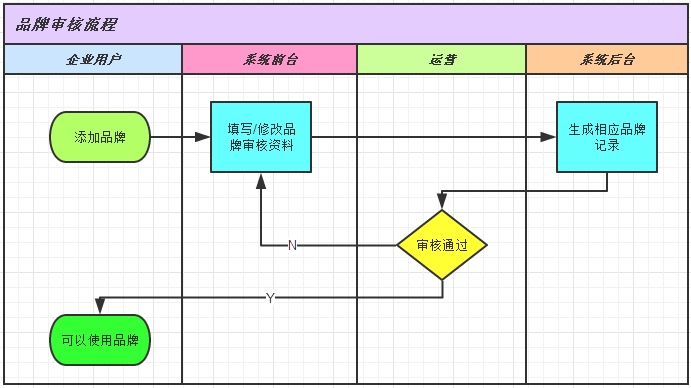 品牌审核流程
企业用户
系统前台
运营
系统后台
添加品牌
填写/修改品
牌审核资料
生成相应品牌
记录
审核通过
N
Y
可以使用品牌